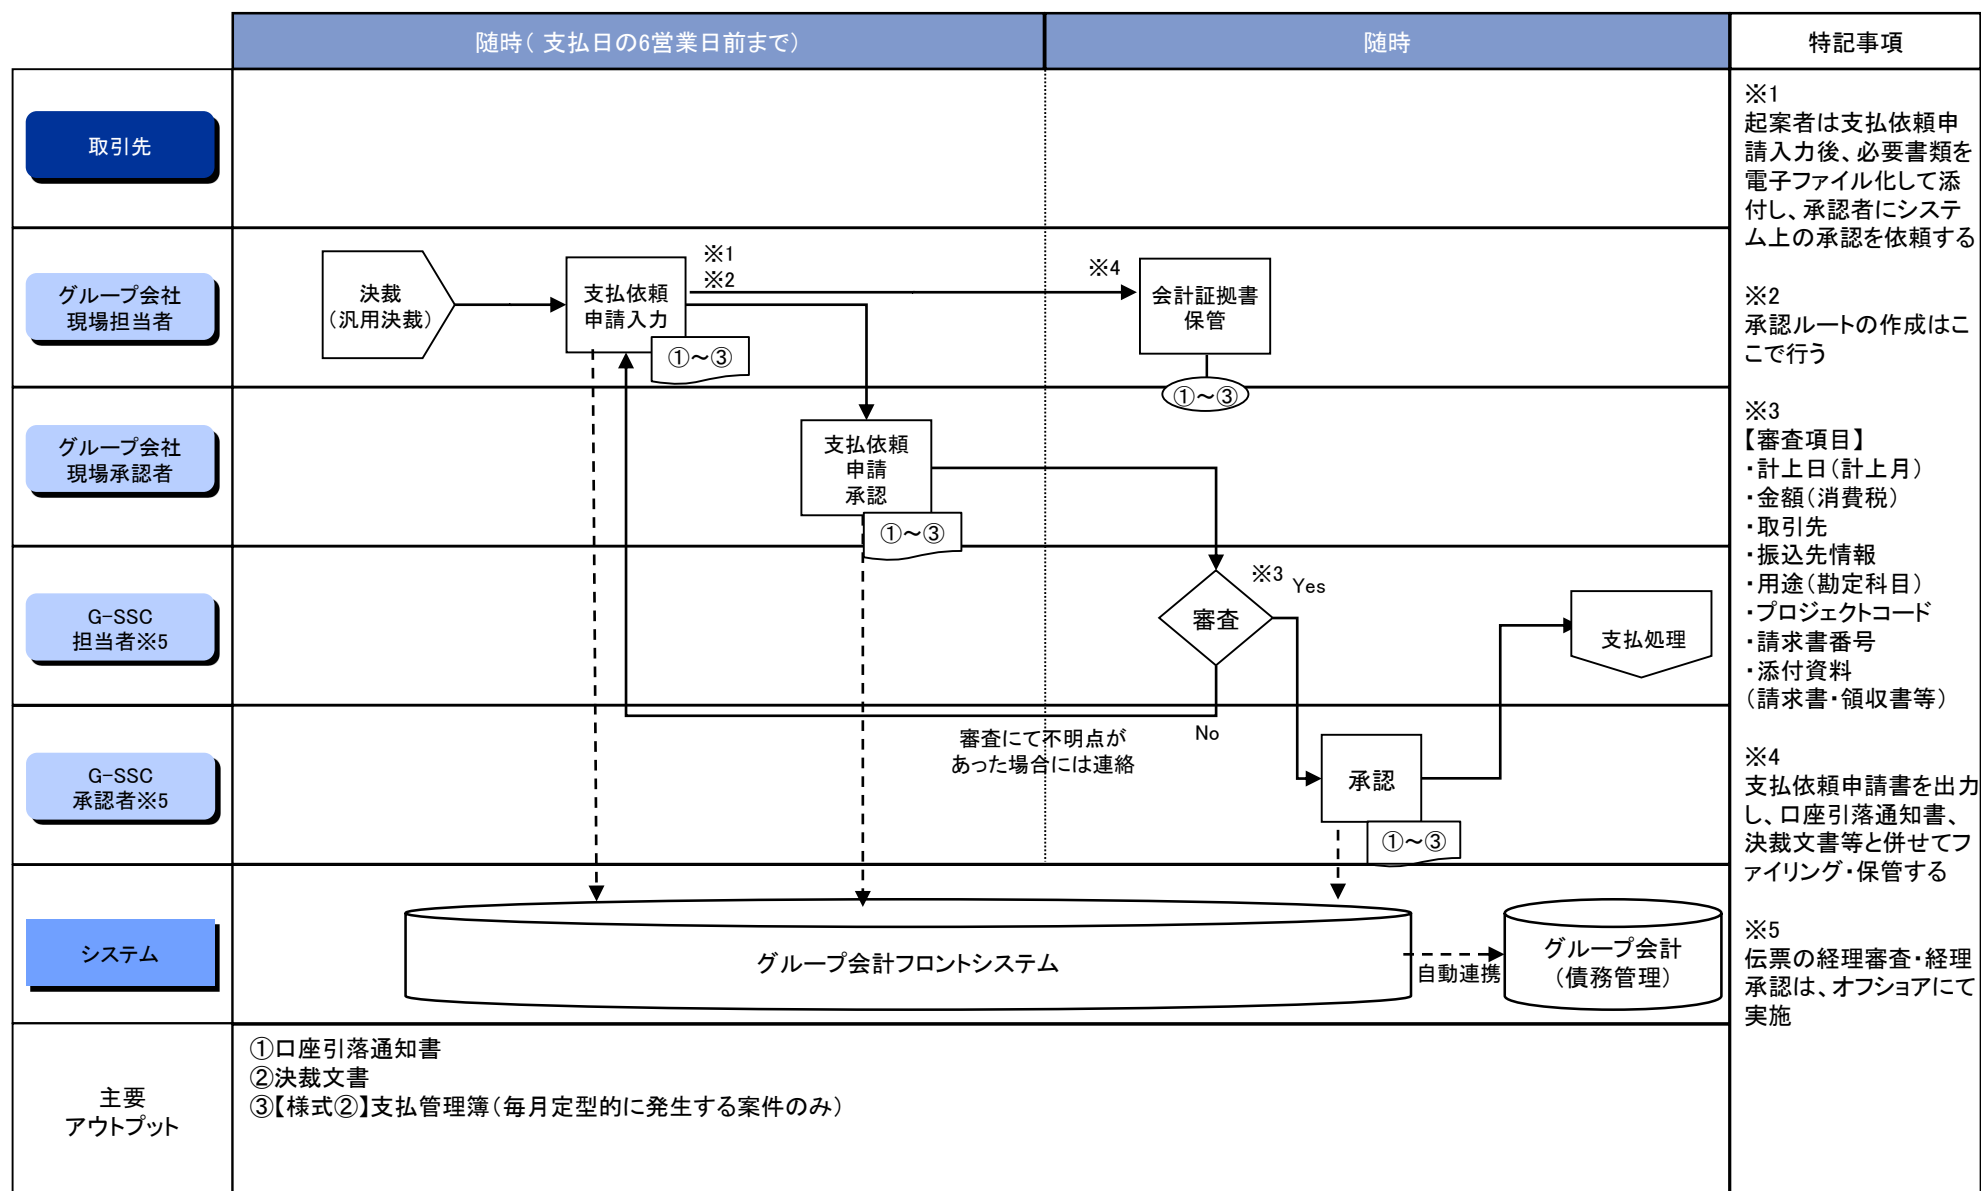 随時（ 支払日の6営業日前まで）
随時
特記事項
取引先
グループ会社
現場担当者
決裁
（汎用決裁）
支払依頼
申請入力
※1
※2
①～③
※4
会計証拠書
保管
①～③
グループ会社
現場承認者
支払依頼
申請
承認
①～③
G-SSC
担当者※5
審査
※3
Yes
No
支払処理
審査にて不明点が
あった場合には連絡
G-SSC
承認者※5
承認
①～③
システム
グループ会計フロントシステム
自動連携
グループ会計
（債務管理）
主要
アウトプット
①口座引落通知書
②決裁文書
③【様式②】支払管理簿（毎月定型的に発生する案件のみ）
※1
起案者は支払依頼申
請入力後、必要書類を
電子ファイル化して添
付し、承認者にシステ
ム上の承認を依頼する
※2
承認ルートの作成はこ
こで行う
※3
【審査項目】
・計上日（計上月）
・金額（消費税）
・取引先
・振込先情報
・用途（勘定科目）
・プロジェクトコード
・請求書番号
・添付資料
（請求書・領収書等）
※4
支払依頼申請書を出力
し、口座引落通知書、
決裁文書等と併せてフ
ァイリング・保管する
※5
伝票の経理審査・経理
承認は、オフショアにて
実施